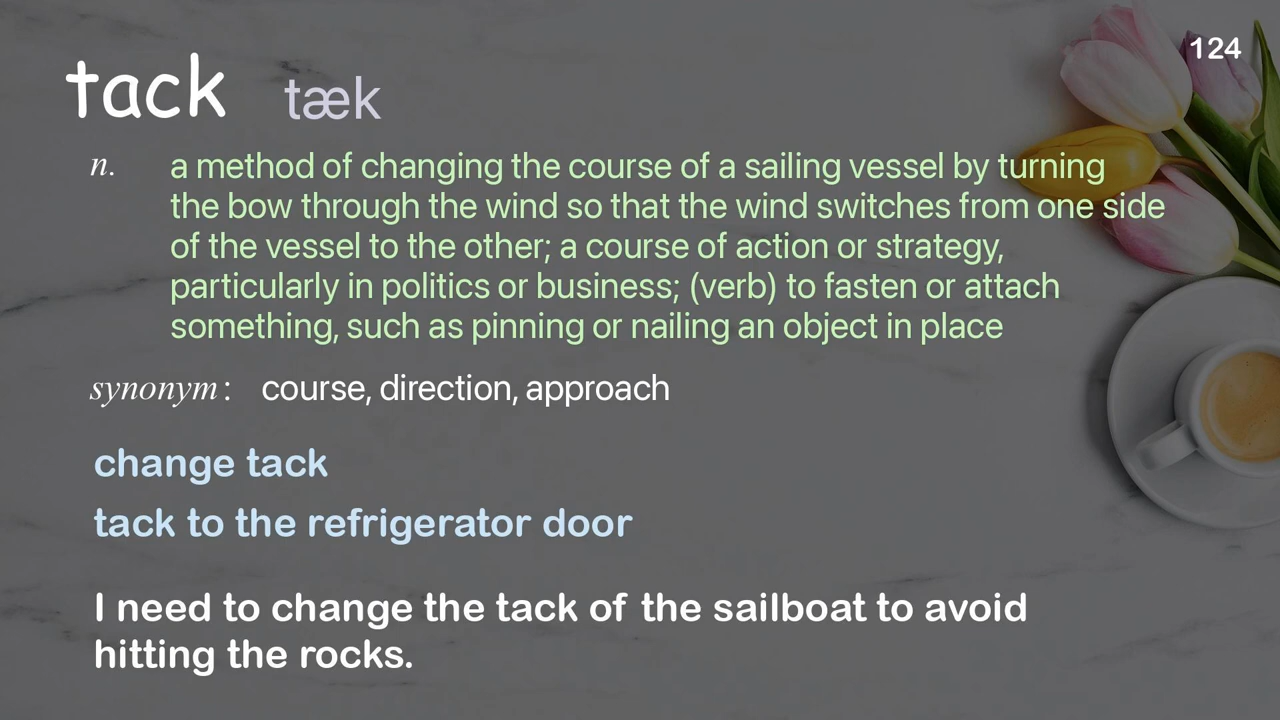 124
tack tæk
n. a method of changing the course of a sailing vessel by turning
the bow through the wind so that the wind switches from one side
of the vessel to the other; a course of action or strategy,
particularly in politics or business; (verb) to fasten or attach
something, such as pinning or nailing an object in place
synonym: course, direction, approach
change tack
tack to the refrigerator door
I need to change the tack of the sailboat to avoid
hitting the rocks.